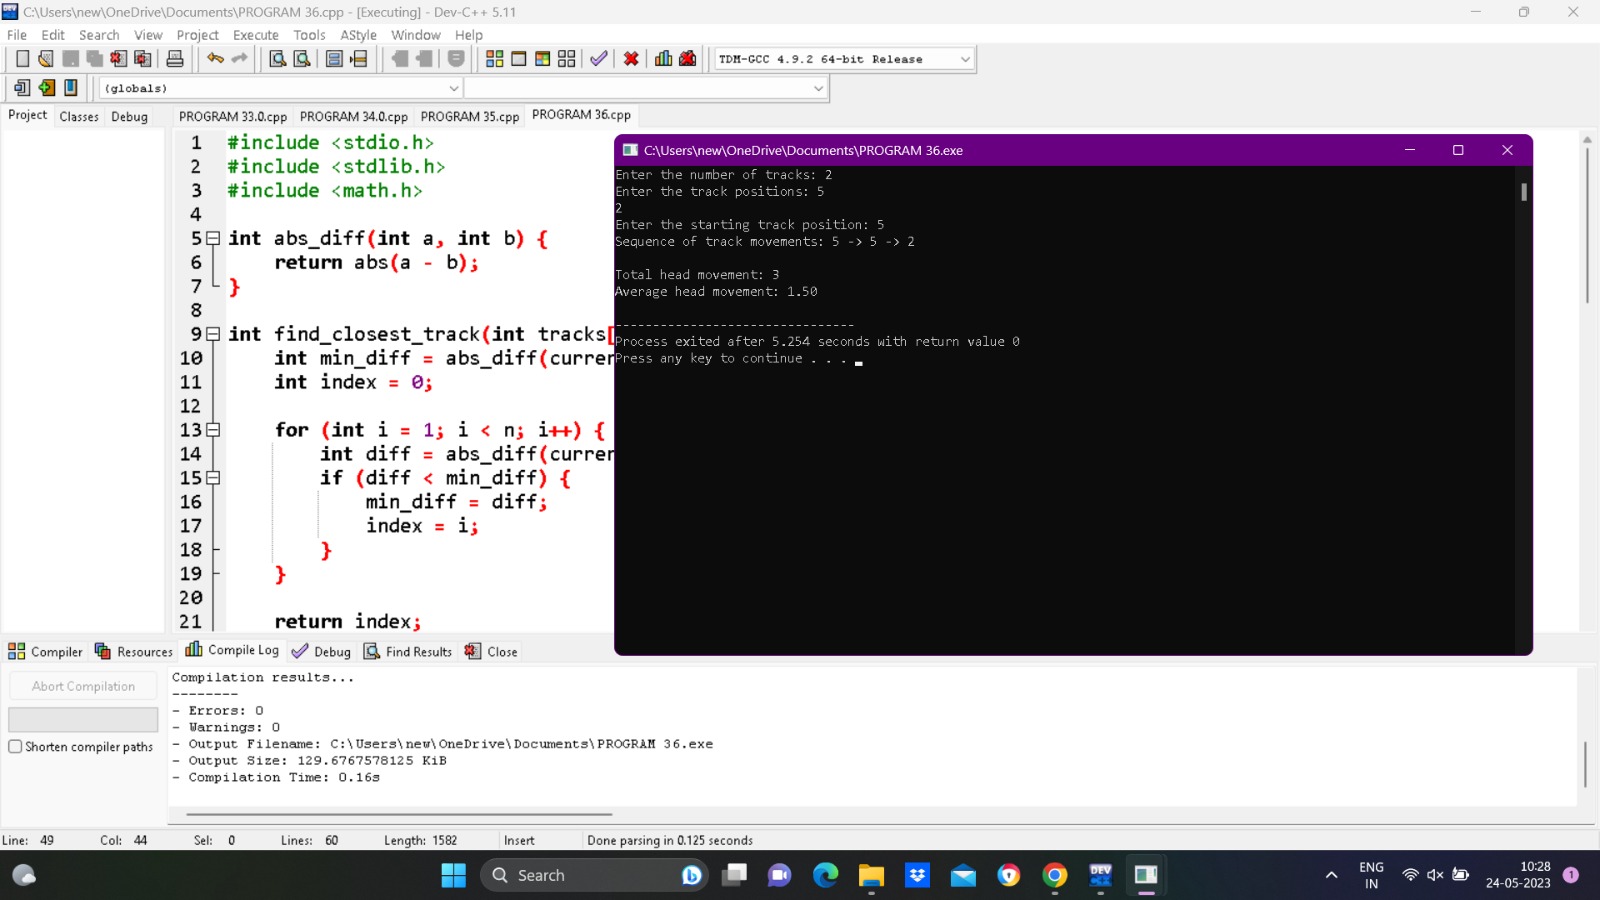 C:\Users\new\OneDrive\Documents\PROGRAM 36.cpp - [Executing] - Dev-C++ 5.11
File Edit Search View Project Execute Tools AStyle Window Help
TDM-GCC 4.9.2 64-bit Release
(globals)
Project Classes Debug
PROGRAM 33.0.cpp PROGRAM 34.0.cpp PROGRAM 35.cpp PROGRAM 36.cpp
1 #include <stdio.h>
2 #include <stdlib.h>
3 #include <math.h>
4
5 int abs_diff(int a, int b) {
6 return abs(a - b);
7 }
8
9 int find_closest_track(int tracks[
10 int min_diff = abs_diff(curren
11 int index = 0;
12
13 for (int i = 1; i < n; i++) {
14 int diff = abs_diff(curren
15 if (diff < min_diff) {
16 min_diff = diff;
17 index = i;
18 }
19 }
20
21 return index;
C:\Users\new\OneDrive\Documents\PROGRAM 36.exe
Enter the number of tracks: 2
Enter the track positions: 5
2
Enter the starting track position: 5
Sequence of track movements: 5 -> 5 -> 2
Total head movement: 3
Average head movement: 1.50
--------------------------------
Process exited after 5.254 seconds with return value 0
Press any key to continue . . .
Compiler Resources Compile Log Debug Find Results Close
Abort Compilation
Shorten compiler paths
Compilation results...
--------
- Errors: 0
- Warnings: 0
- Output Filename: C:\Users\new\OneDrive\Documents\PROGRAM 36.exe
- Output Size: 129.6767578125 KiB
- Compilation Time: 0.16s
Line: 49 Col: 44 Sel: 0 Lines: 60 Length: 1582 Insert Done parsing in 0.125 seconds
Search
DEV C++
ENG
IN
10:28
24-05-2023
1